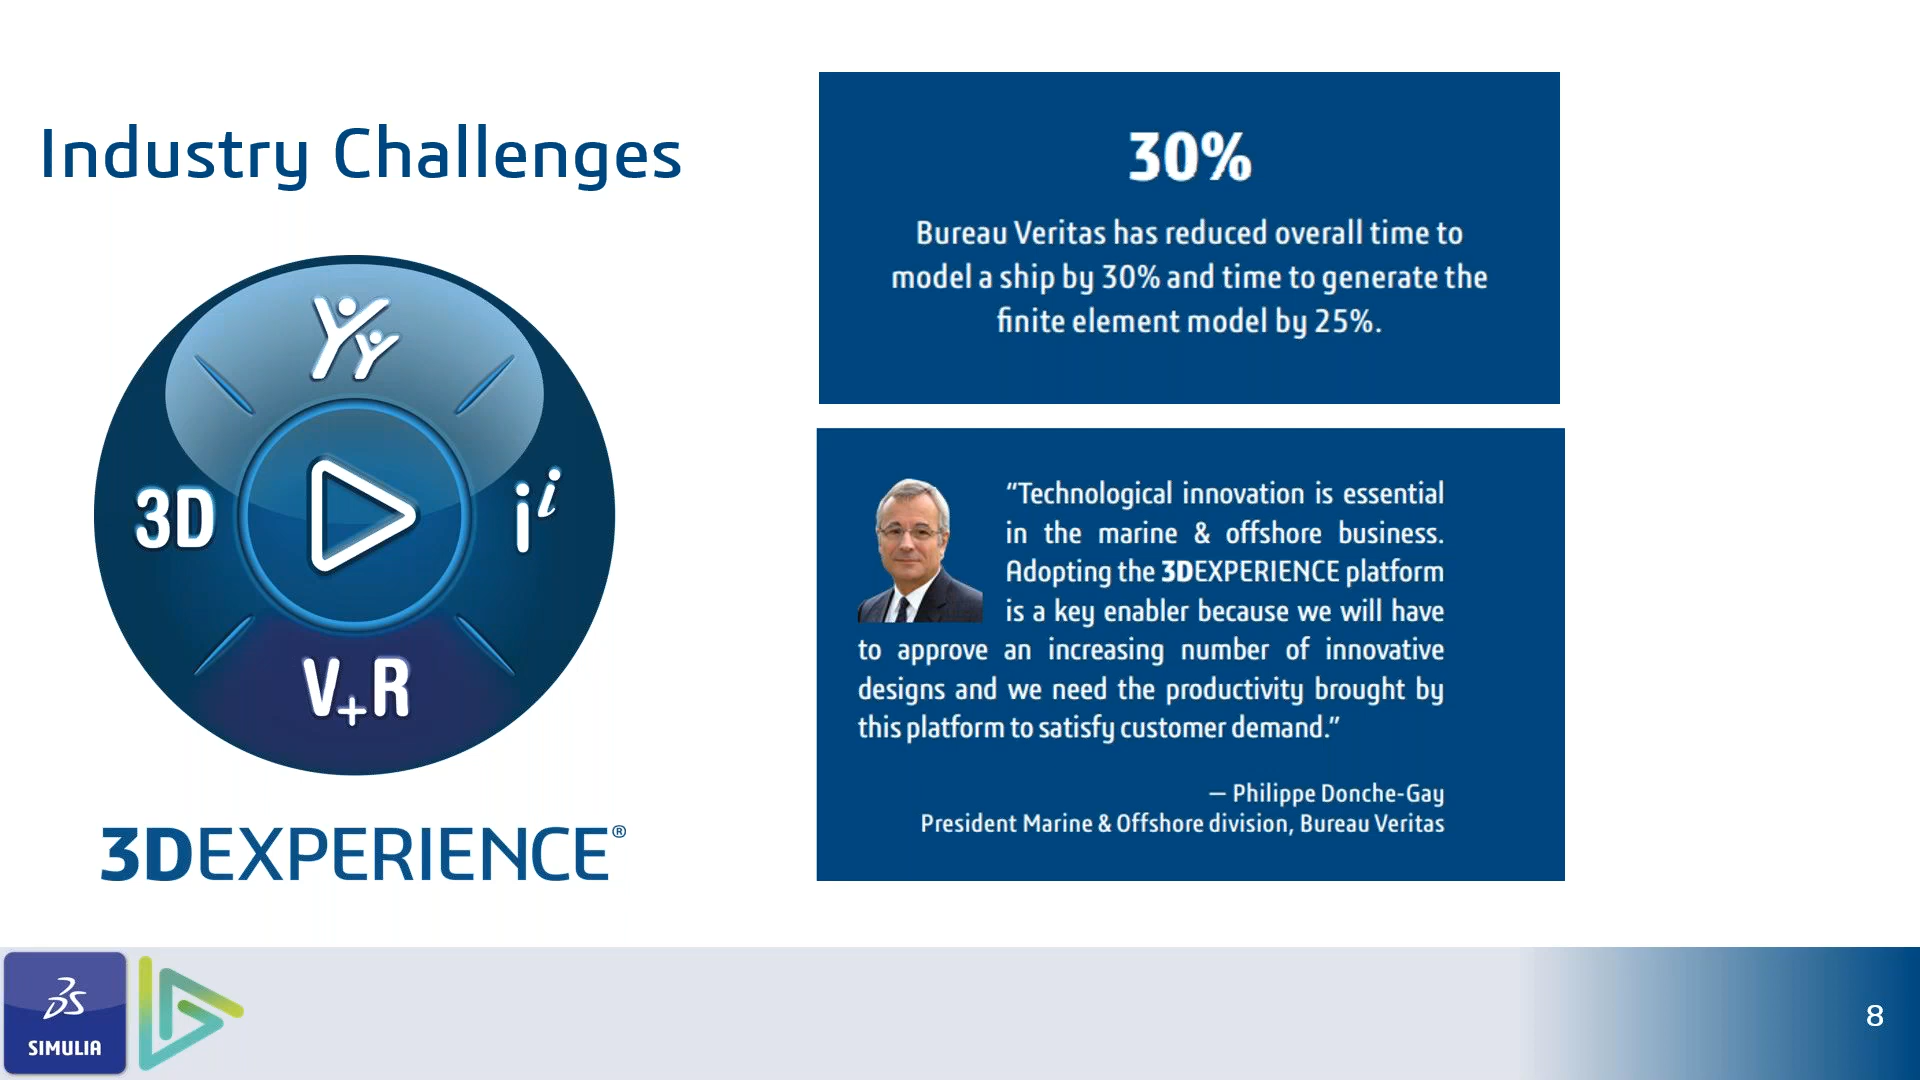 Industry Challenges
3D
i i
V+R
3DEXPERIENCE®
30%
Bureau Veritas has reduced overall time to
model a ship by 30% and time to generate the
finite element model by 25%.
“Technological innovation is essential
in the marine & offshore business.
Adopting the 3DEXPERIENCE platform
is a key enabler because we will have
to approve an increasing number of innovative
designs and we need the productivity brought by
this platform to satisfy customer demand.”
— Philippe Donche-Gay
President Marine & Offshore division, Bureau Veritas
3DS
SIMULIA
8